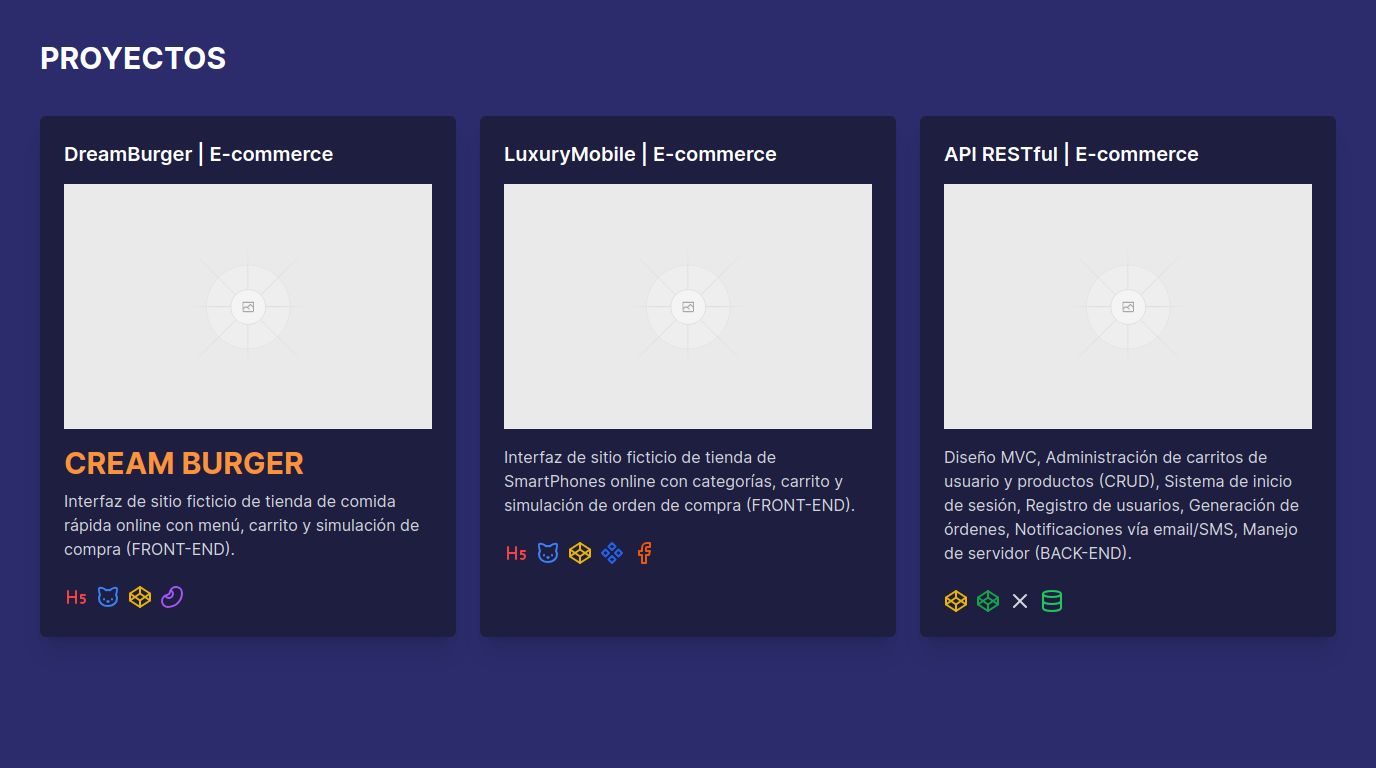 PROYECTOS
DreamBurger | E-commerce
CREAM BURGER
Interfaz de sitio ficticio de tienda de comida
rápida online con menú, carrito y simulación de
compra (FRONT-END).
H5
LuxuryMobile | E-commerce
Interfaz de sitio ficticio de tienda de
SmartPhones online con categorías, carrito y
simulación de orden de compra (FRONT-END).
H5
API RESTful | E-commerce
Diseño MVC, Administración de carritos de
usuario y productos (CRUD), Sistema de inicio
de sesión, Registro de usuarios, Generación de
órdenes, Notificaciones vía email/SMS, Manejo
de servidor (BACK-END).